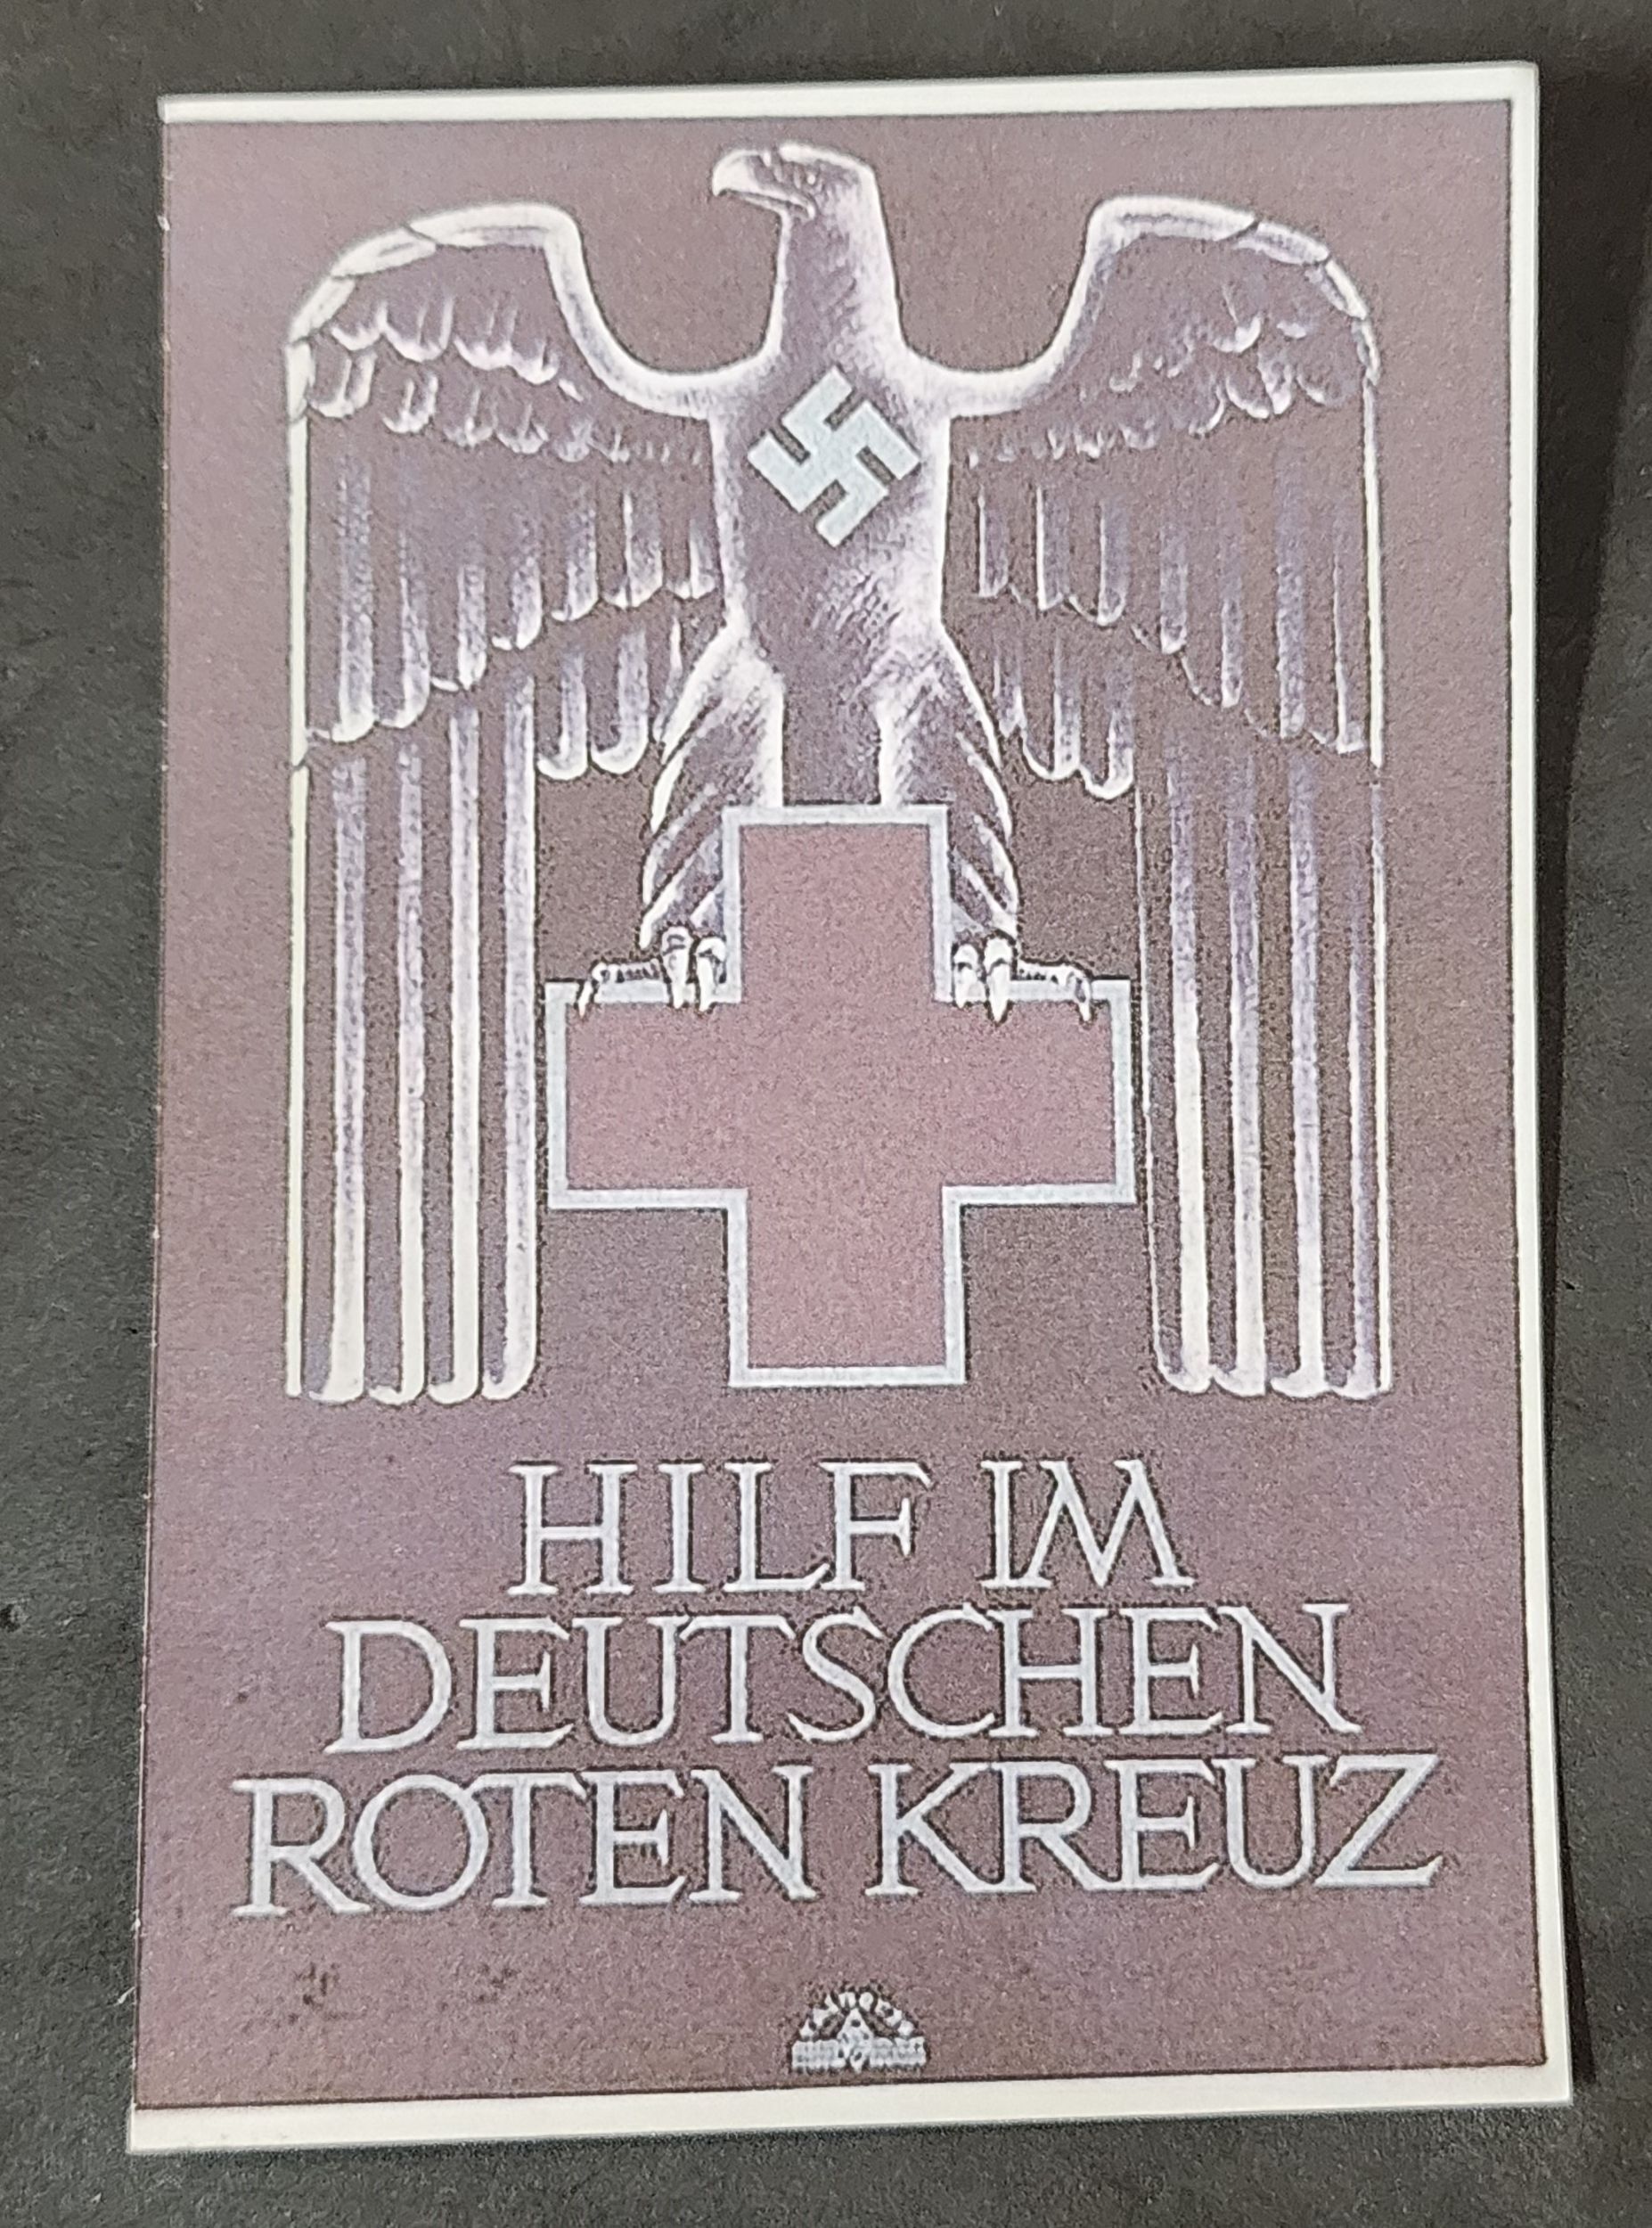 HILF IM
DEUTSCHEN
ROTEN KREUZ